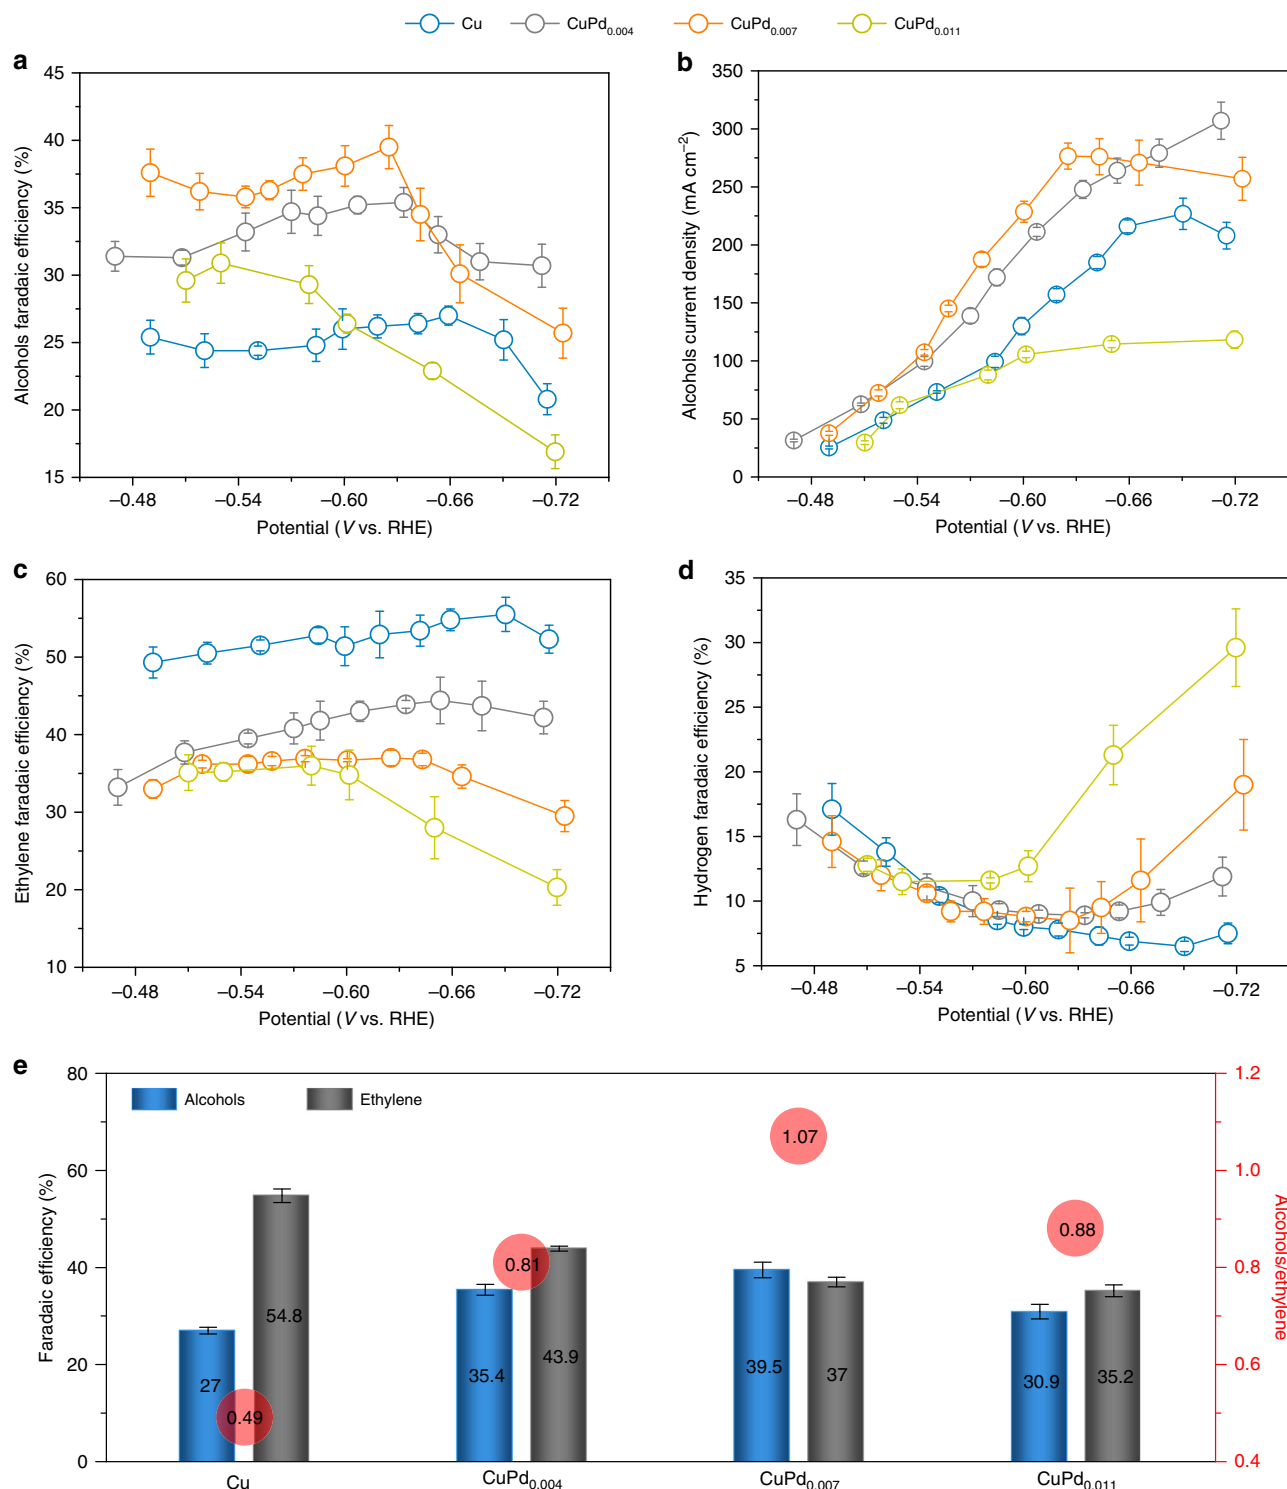 Cu CuPd0.004 CuPd0.007 CuPd0.011
a
45
40
35
30
25
20
15
Alcohols faradaic efficiency (%)
–0.48 –0.54 –0.60 –0.66 –0.72
Potential (V vs. RHE)
b
350
300
250
200
150
100
50
0
Alcohols current density (mA cm−2)
–0.48 –0.54 –0.60 –0.66 –0.72
Potential (V vs. RHE)
c
60
50
40
30
20
10
Ethylene faradaic efficiency (%)
–0.48 –0.54 –0.60 –0.66 –0.72
Potential (V vs. RHE)
d
35
30
25
20
15
10
5
Hydrogen faradaic efficiency (%)
–0.48 –0.54 –0.60 –0.66 –0.72
Potential (V vs. RHE)
e
80
60
40
20
0
Faradaic efficiency (%)
Alcohols Ethylene
27 0.49 54.8
35.4 0.81 43.9
39.5 1.07 37
30.9 0.88 35.2
Cu CuPd0.004 CuPd0.007 CuPd0.011
1.2
1.0
0.8
0.6
0.4
Alcohols/ethylene